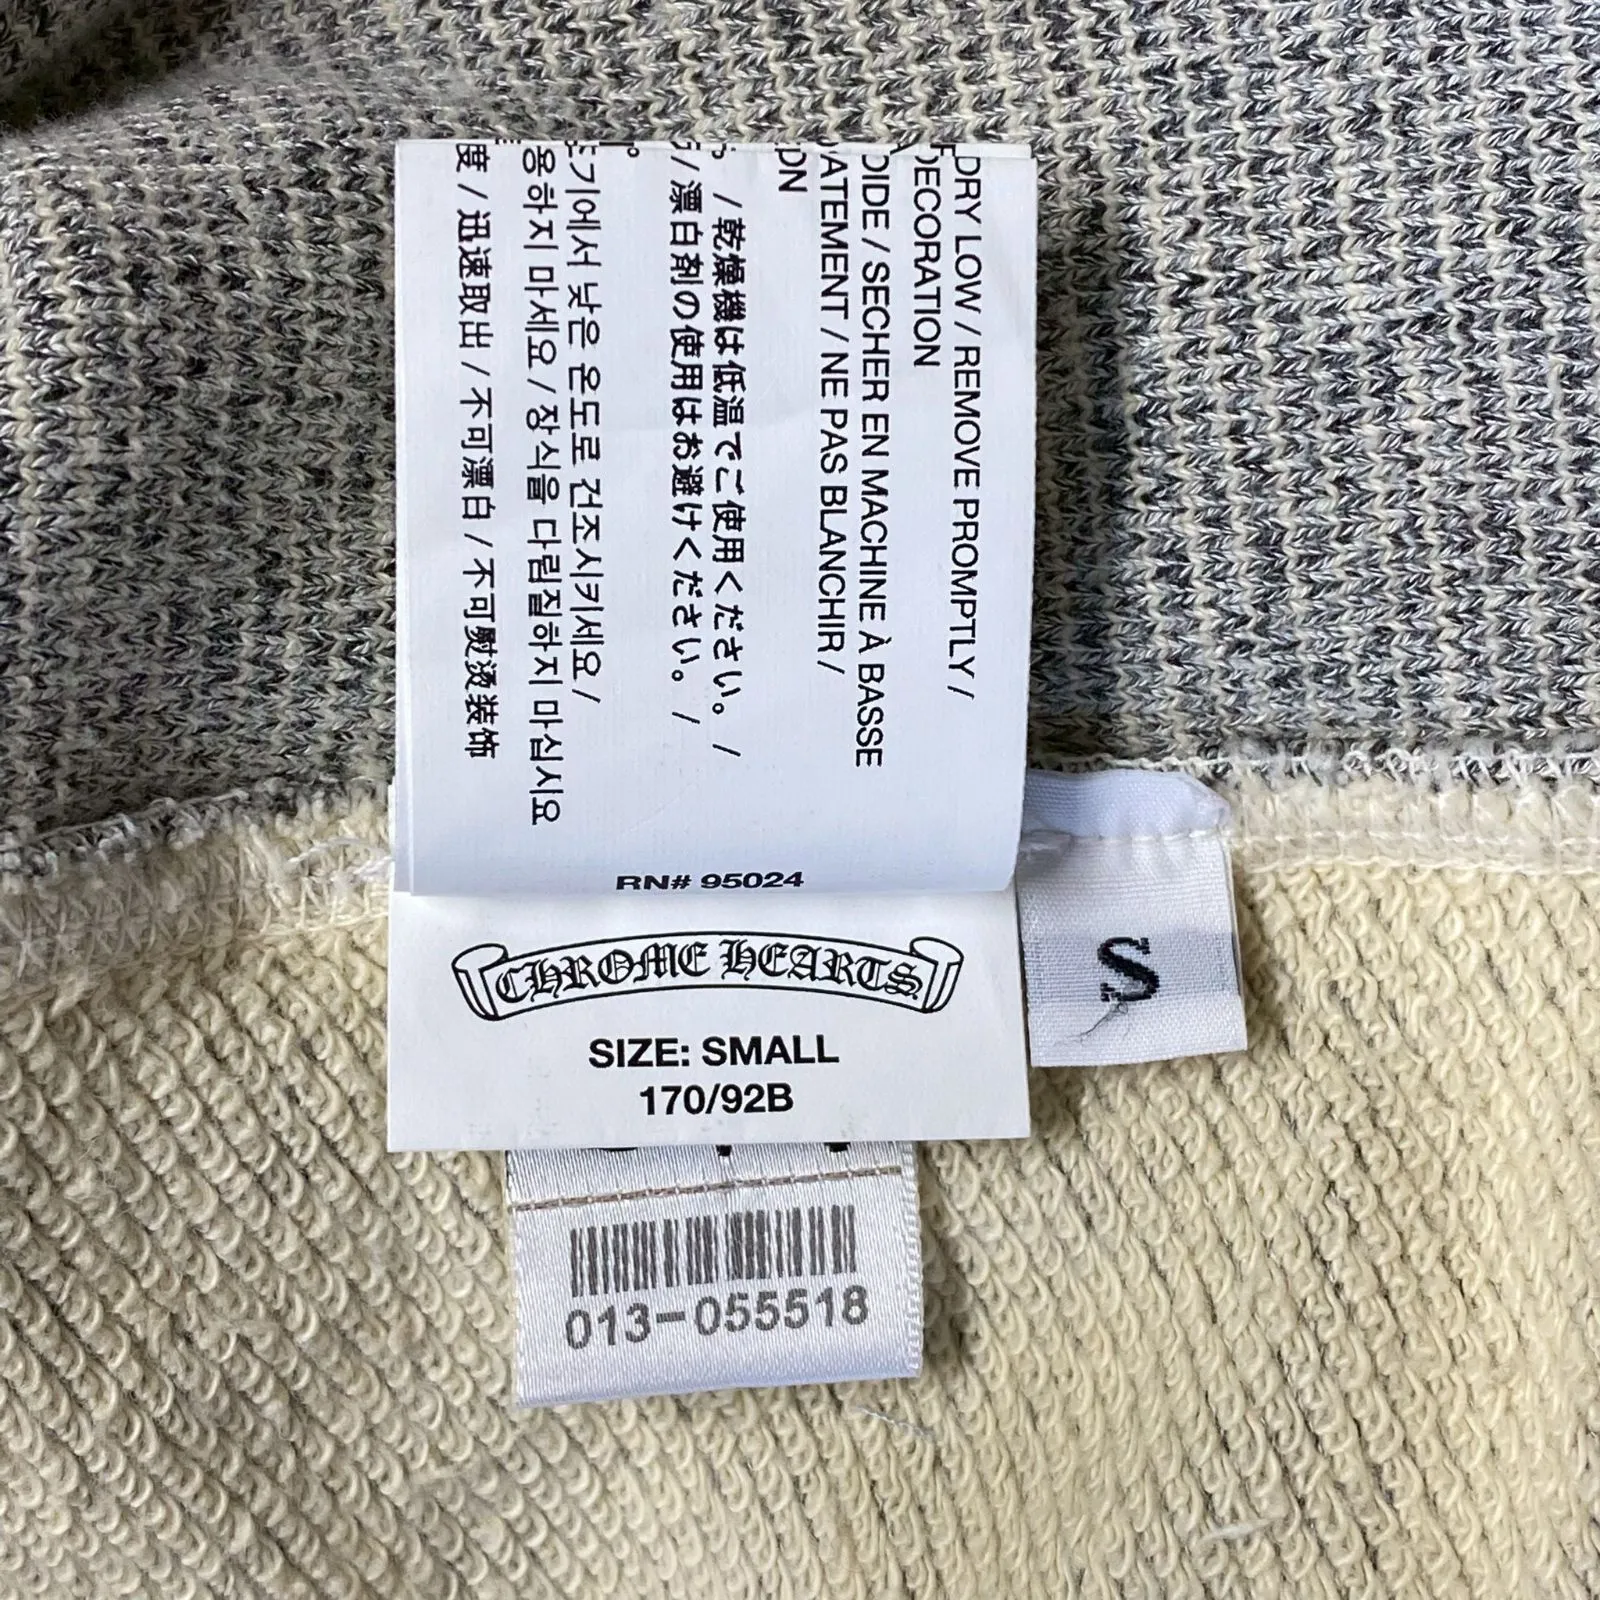 DRY LOW / REMOVE PROMPTLY /
DECORATION
OIDE / SECHER EN MACHINE À BASSE
ATEMENT / NE PAS BLANCHIR /
ON
/ 乾燥機は低温でご使用ください。 /
/ 漂白剤の使用はお避けください。 /
기에서 낮은 온도로 건조시키세요 /
용하지 마세요 / 장식을 다림질하지 마십시오
度 / 迅速取出 / 不可漂白 / 不可熨烫装饰
RN# 95024
CHROME HEARTS
SIZE: SMALL
170/92B
S
013-055518